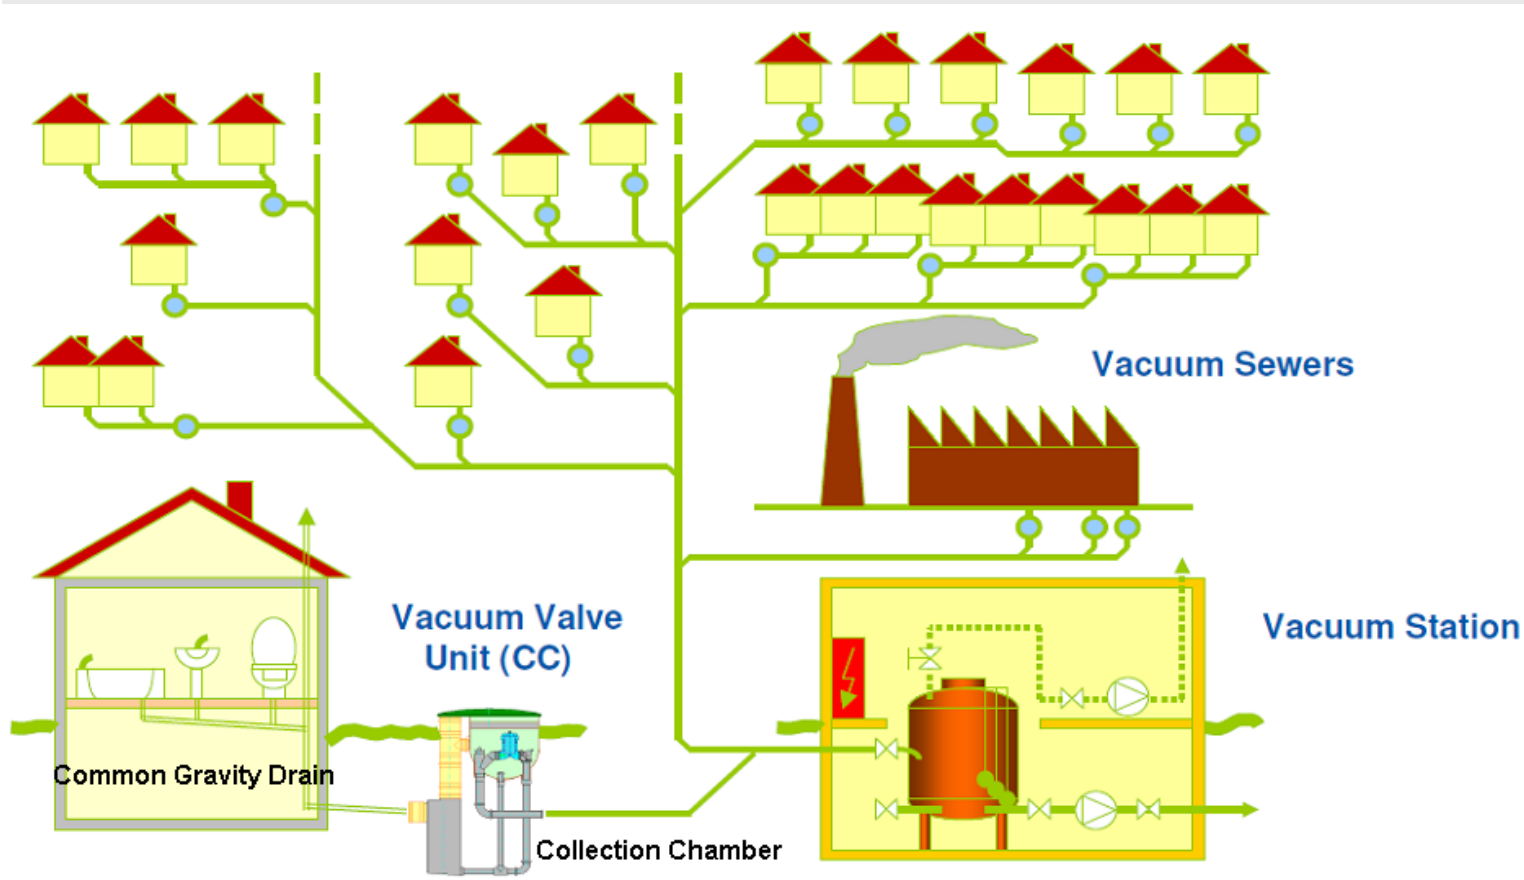 Vacuum Sewers
Vacuum Valve
Unit (CC)
Vacuum Station
Common Gravity Drain
Collection Chamber